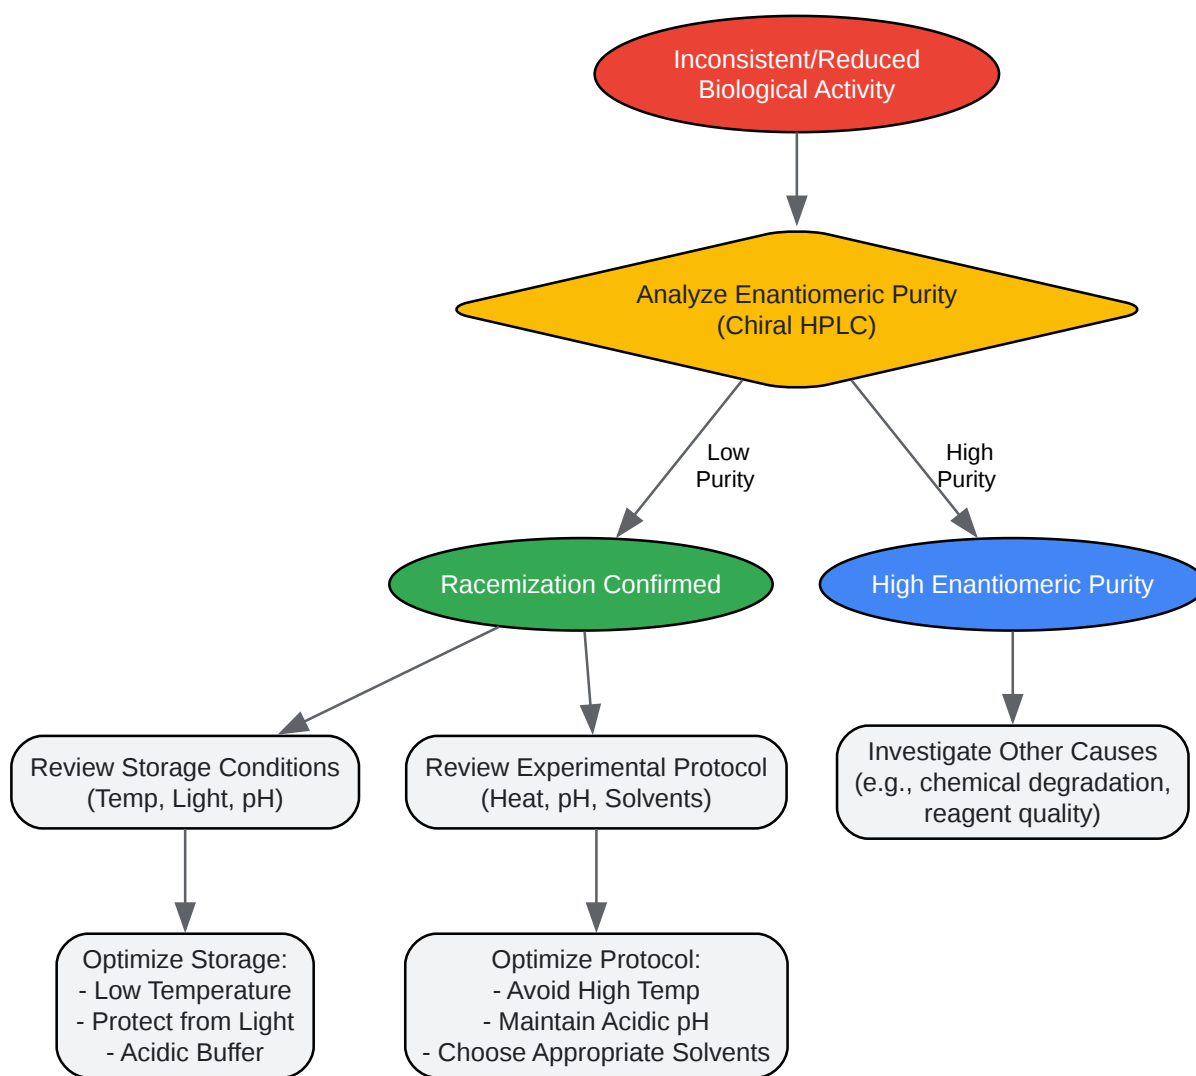 Inconsistent/Reduced
Biological Activity
Analyze Enantiomeric Purity
(Chiral HPLC)
Low
Purity
High
Purity
Racemization Confirmed
High Enantiomeric Purity
Review Storage Conditions
(Temp, Light, pH)
Review Experimental Protocol
(Heat, pH, Solvents)
Investigate Other Causes
(e.g., chemical degradation,
reagent quality)
Optimize Storage:
- Low Temperature
- Protect from Light
- Acidic Buffer
Optimize Protocol:
- Avoid High Temp
- Maintain Acidic pH
- Choose Appropriate Solvents